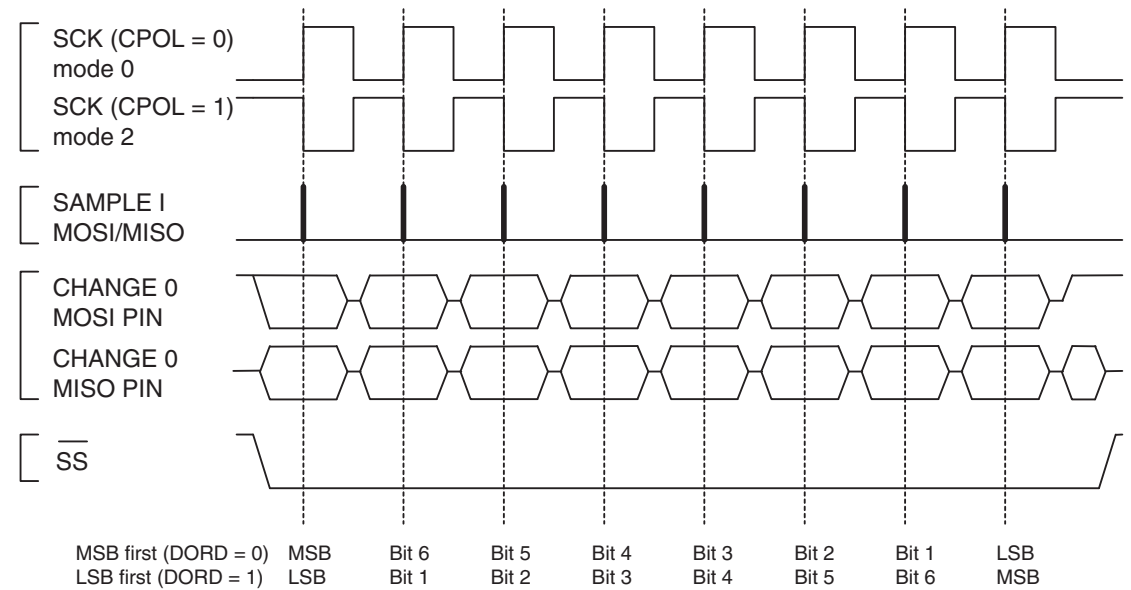 SCK (CPOL = 0)
mode 0
SCK (CPOL = 1)
mode 2
SAMPLE I
MOSI/MISO
CHANGE 0
MOSI PIN
CHANGE 0
MISO PIN
SS
MSB first (DORD = 0) MSB Bit 6 Bit 5 Bit 4 Bit 3 Bit 2 Bit 1 LSB
LSB first (DORD = 1) LSB Bit 1 Bit 2 Bit 3 Bit 4 Bit 5 Bit 6 MSB